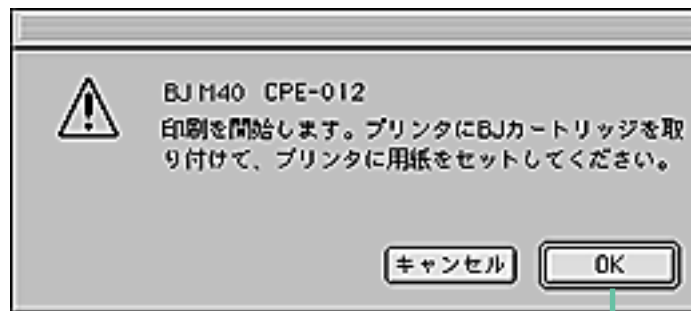 BJ M40 CPE-012
印刷を開始します。プリンタにBJカートリッジを取
り付けて、プリンタに用紙をセットしてください。
キャンセル
OK